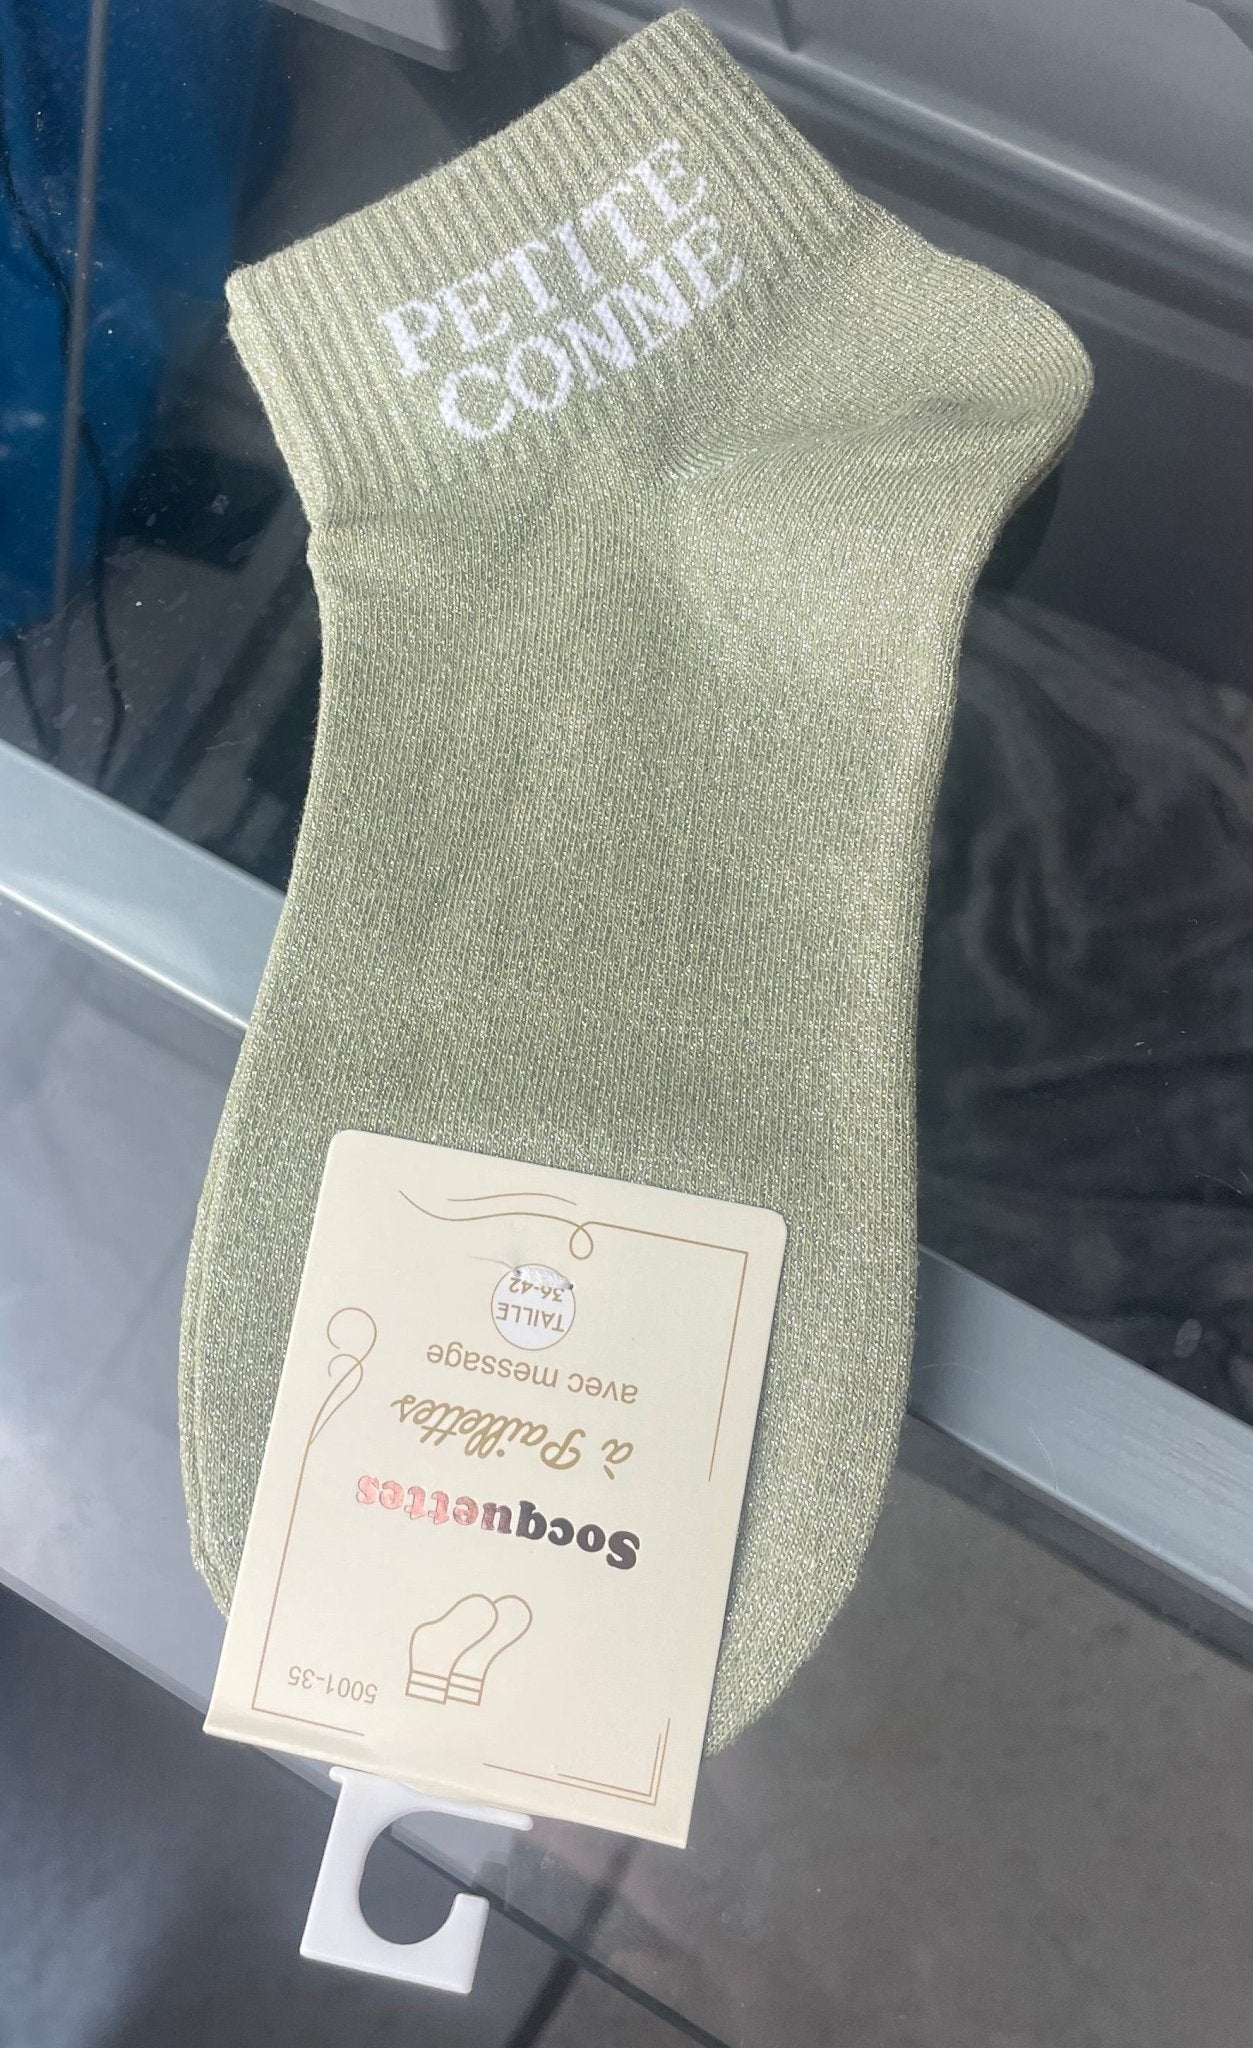 PETITE
CONNE
5001-35
Socquettes
à Paillettes
avec message
TAILLE
36-42